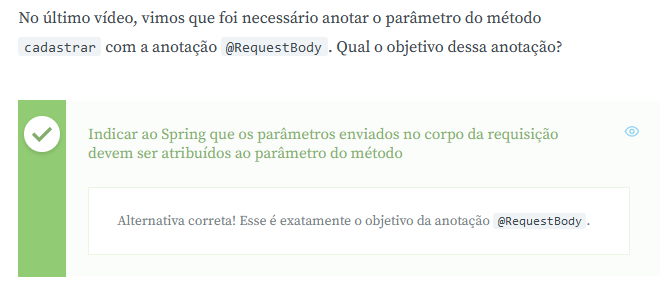 No último vídeo, vimos que foi necessário anotar o parâmetro do método
cadastrar com a anotação @RequestBody. Qual o objetivo dessa anotação?
Indicar ao Spring que os parâmetros enviados no corpo da requisição
devem ser atribuídos ao parâmetro do método
Alternativa correta! Esse é exatamente o objetivo da anotação @RequestBody.